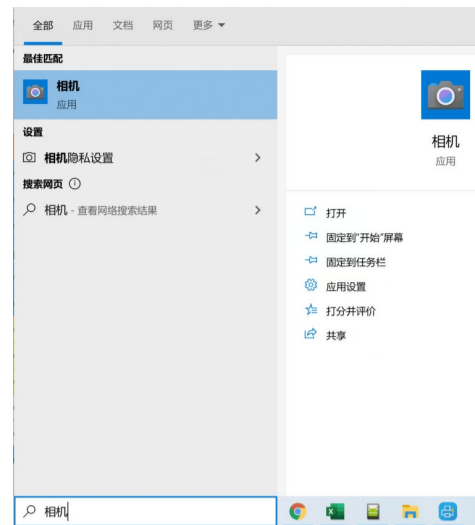 全部 应用 文档 网页 更多
最佳匹配
相机
应用
设置
相机隐私设置
搜索网页
相机 - 查看网络搜索结果
相机
应用
打开
固定到"开始"屏幕
固定到任务栏
应用设置
打分并评价
共享
相机